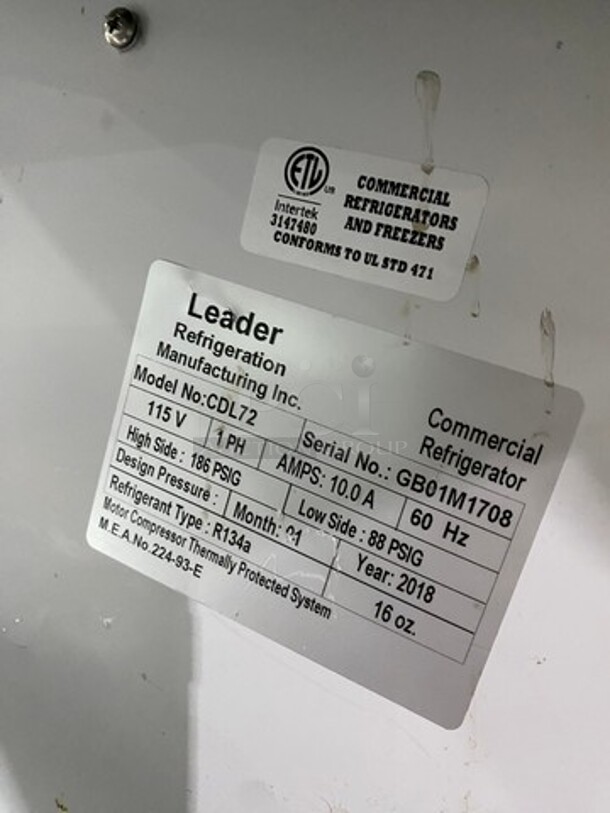 ETL
US
Intertek
3147480
COMMERCIAL
REFRIGERATORS
AND FREEZERS
CONFORMS TO UL STD 471
Leader
Refrigeration
Manufacturing Inc.
Commercial
Refrigerator
Model No:CDL72
Serial No.: GB01M1708
115 V 1 PH AMPS: 10.0 A 60 Hz
High Side : 186 PSIG Low Side : 88 PSIG
Design Pressure : Month: 01 Year: 2018
Refrigerant Type : R134a 16 oz.
Motor Compressor Thermally Protected System
M.E.A.No.224-93-E